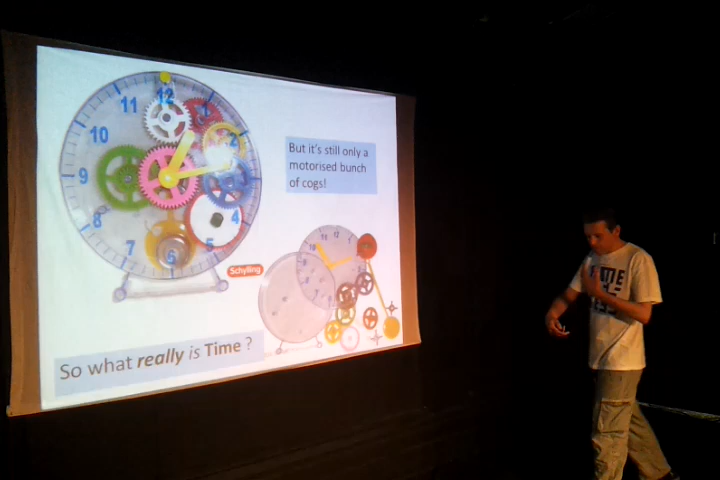 12
11
1
10
2
9
8
4
7
5
6
But it's still only a
motorised bunch
of cogs!
Schylling
So what really is Time ?